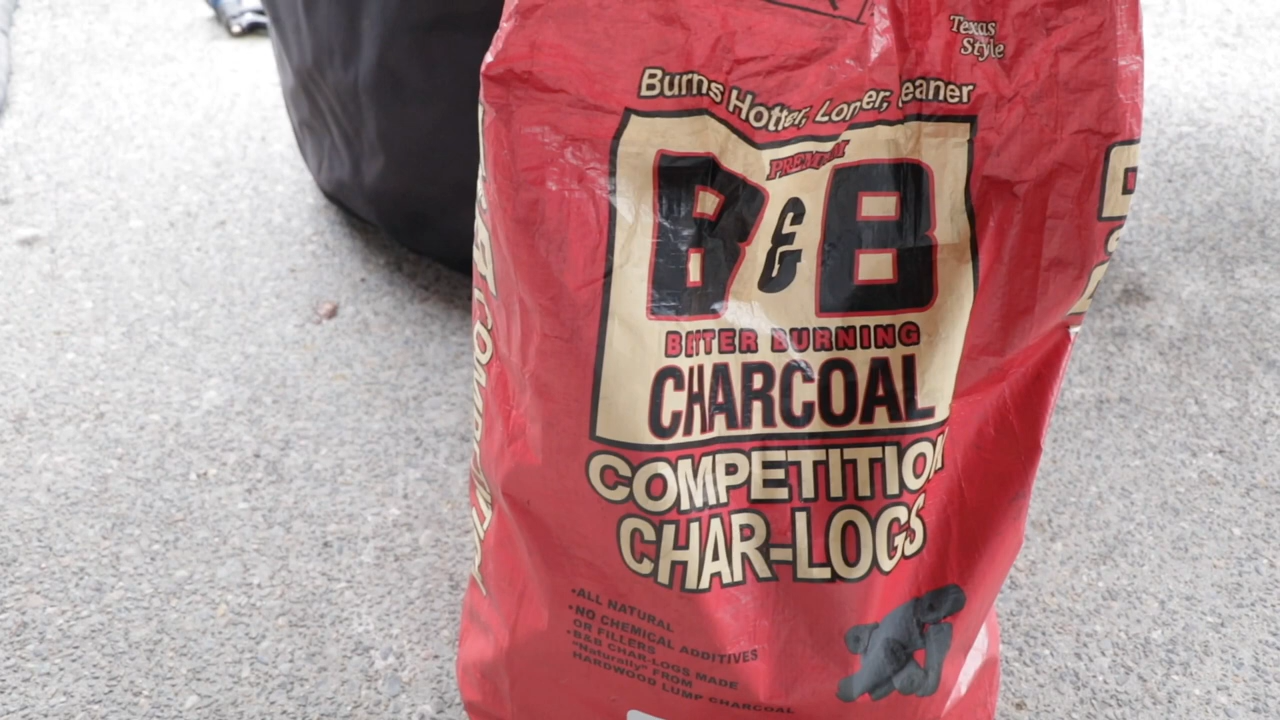 Texas
Style
Burns Hotter, Longer, Cleaner
PREMIUM
B&B
BETTER BURNING
CHARCOAL
COMPETITION
CHAR-LOGS
•ALL NATURAL
•NO CHEMICAL ADDITIVES
OR FILLERS
•B&B CHAR-LOGS MADE
"Naturally" FROM
HARDWOOD LUMP CHARCOAL